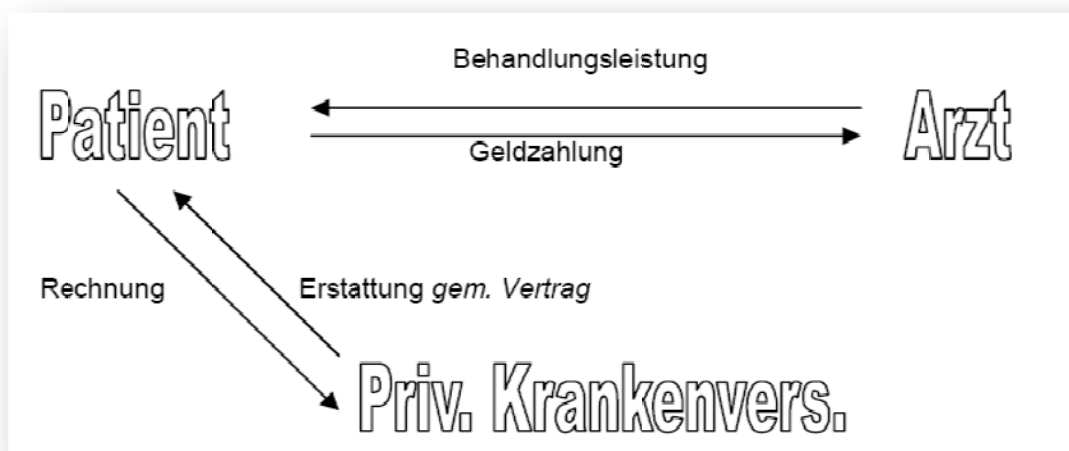 Behandlungsleistung
Patient
Arzt
Geldzahlung
Rechnung
Erstattung gem. Vertrag
Priv. Krankenvers.